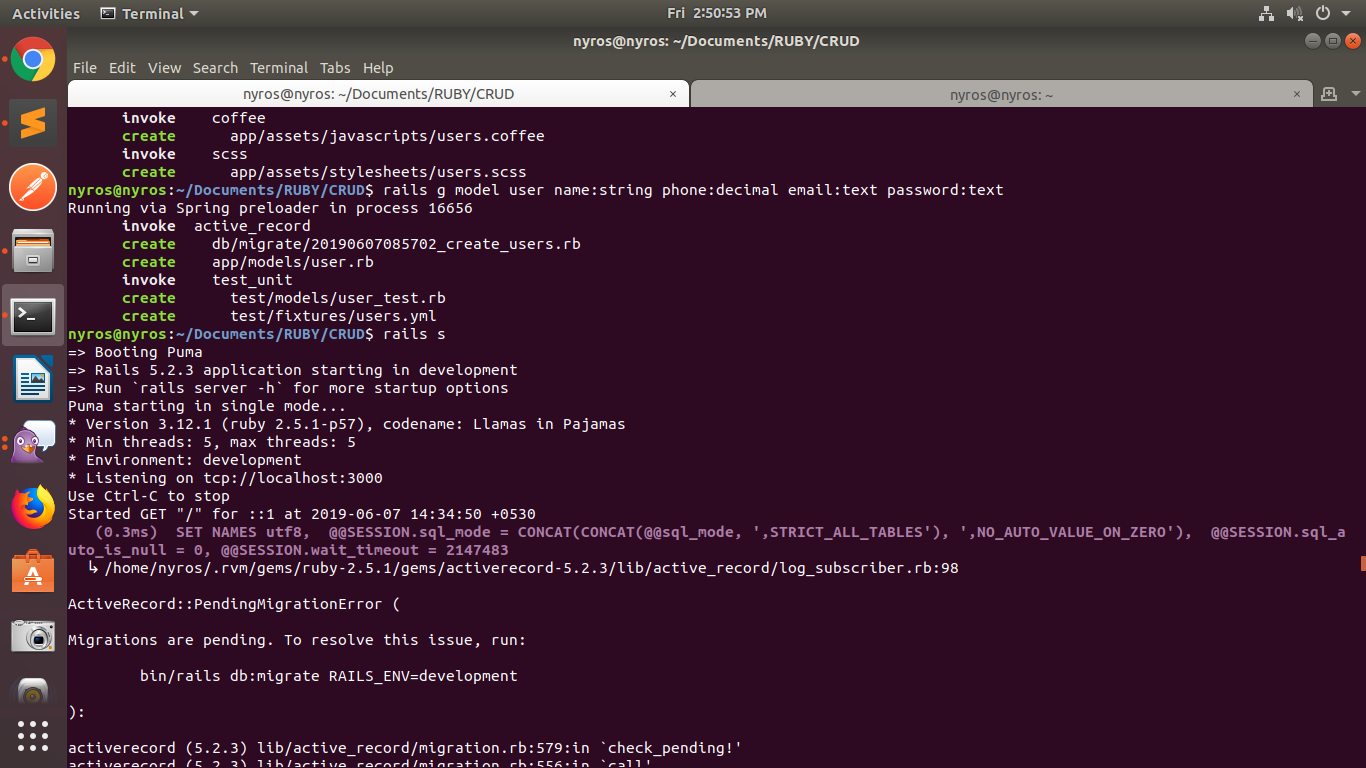 Activities Terminal Fri 2:50:53 PM
nyros@nyros: ~/Documents/RUBY/CRUD
File Edit View Search Terminal Tabs Help
nyros@nyros: ~/Documents/RUBY/CRUD × nyros@nyros: ~ ×
invoke coffee
create app/assets/javascripts/users.coffee
invoke scss
create app/assets/stylesheets/users.scss
nyros@nyros:~/Documents/RUBY/CRUD$ rails g model user name:string phone:decimal email:text password:text
Running via Spring preloader in process 16656
invoke active_record
create db/migrate/20190607085702_create_users.rb
create app/models/user.rb
invoke test_unit
create test/models/user_test.rb
create test/fixtures/users.yml
nyros@nyros:~/Documents/RUBY/CRUD$ rails s
=> Booting Puma
=> Rails 5.2.3 application starting in development
=> Run `rails server -h` for more startup options
Puma starting in single mode...
* Version 3.12.1 (ruby 2.5.1-p57), codename: Llamas in Pajamas
* Min threads: 5, max threads: 5
* Environment: development
* Listening on tcp://localhost:3000
Use Ctrl-C to stop
Started GET "/" for ::1 at 2019-06-07 14:34:50 +0530
(0.3ms) SET NAMES utf8, @@SESSION.sql_mode = CONCAT(CONCAT(@@sql_mode, ',STRICT_ALL_TABLES'), ',NO_AUTO_VALUE_ON_ZERO'), @@SESSION.sql_a
uto_is_null = 0, @@SESSION.wait_timeout = 2147483
↳ /home/nyros/.rvm/gems/ruby-2.5.1/gems/activerecord-5.2.3/lib/active_record/log_subscriber.rb:98
ActiveRecord::PendingMigrationError (
Migrations are pending. To resolve this issue, run:
bin/rails db:migrate RAILS_ENV=development
):
activerecord (5.2.3) lib/active_record/migration.rb:579:in `check_pending!'
activerecord (5.2.3) lib/active_record/migration.rb:556:in `call'